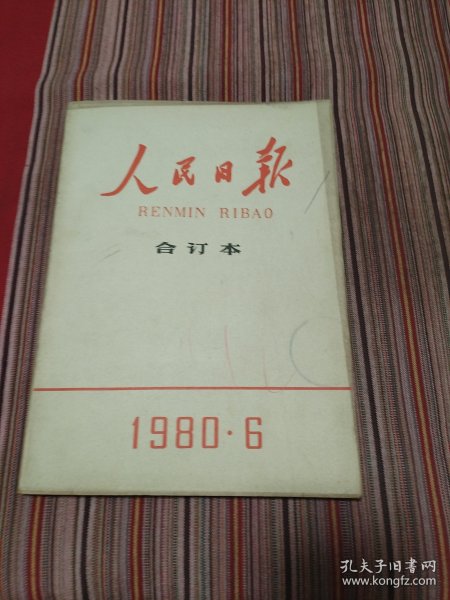 人民日报
RENMIN RIBAO
合订本
1980·6
孔夫子旧书网
www.kongfz.com